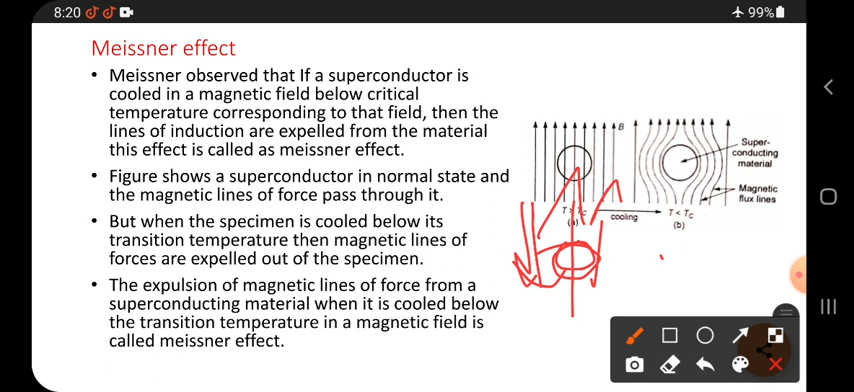 8:20
99%
Meissner effect
• Meissner observed that If a superconductor is
cooled in a magnetic field below critical
temperature corresponding to that field, then the
lines of induction are expelled from the material
this effect is called as meissner effect.
• Figure shows a superconductor in normal state and
the magnetic lines of force pass through it.
• But when the specimen is cooled below its
transition temperature then magnetic lines of
forces are expelled out of the specimen.
• The expulsion of magnetic lines of force from a
superconducting material when it is cooled below
the transition temperature in a magnetic field is
called meissner effect.
B
Super-
conducting
material
Magnetic
flux lines
T > Tc
cooling
T < Tc
(a)
(b)